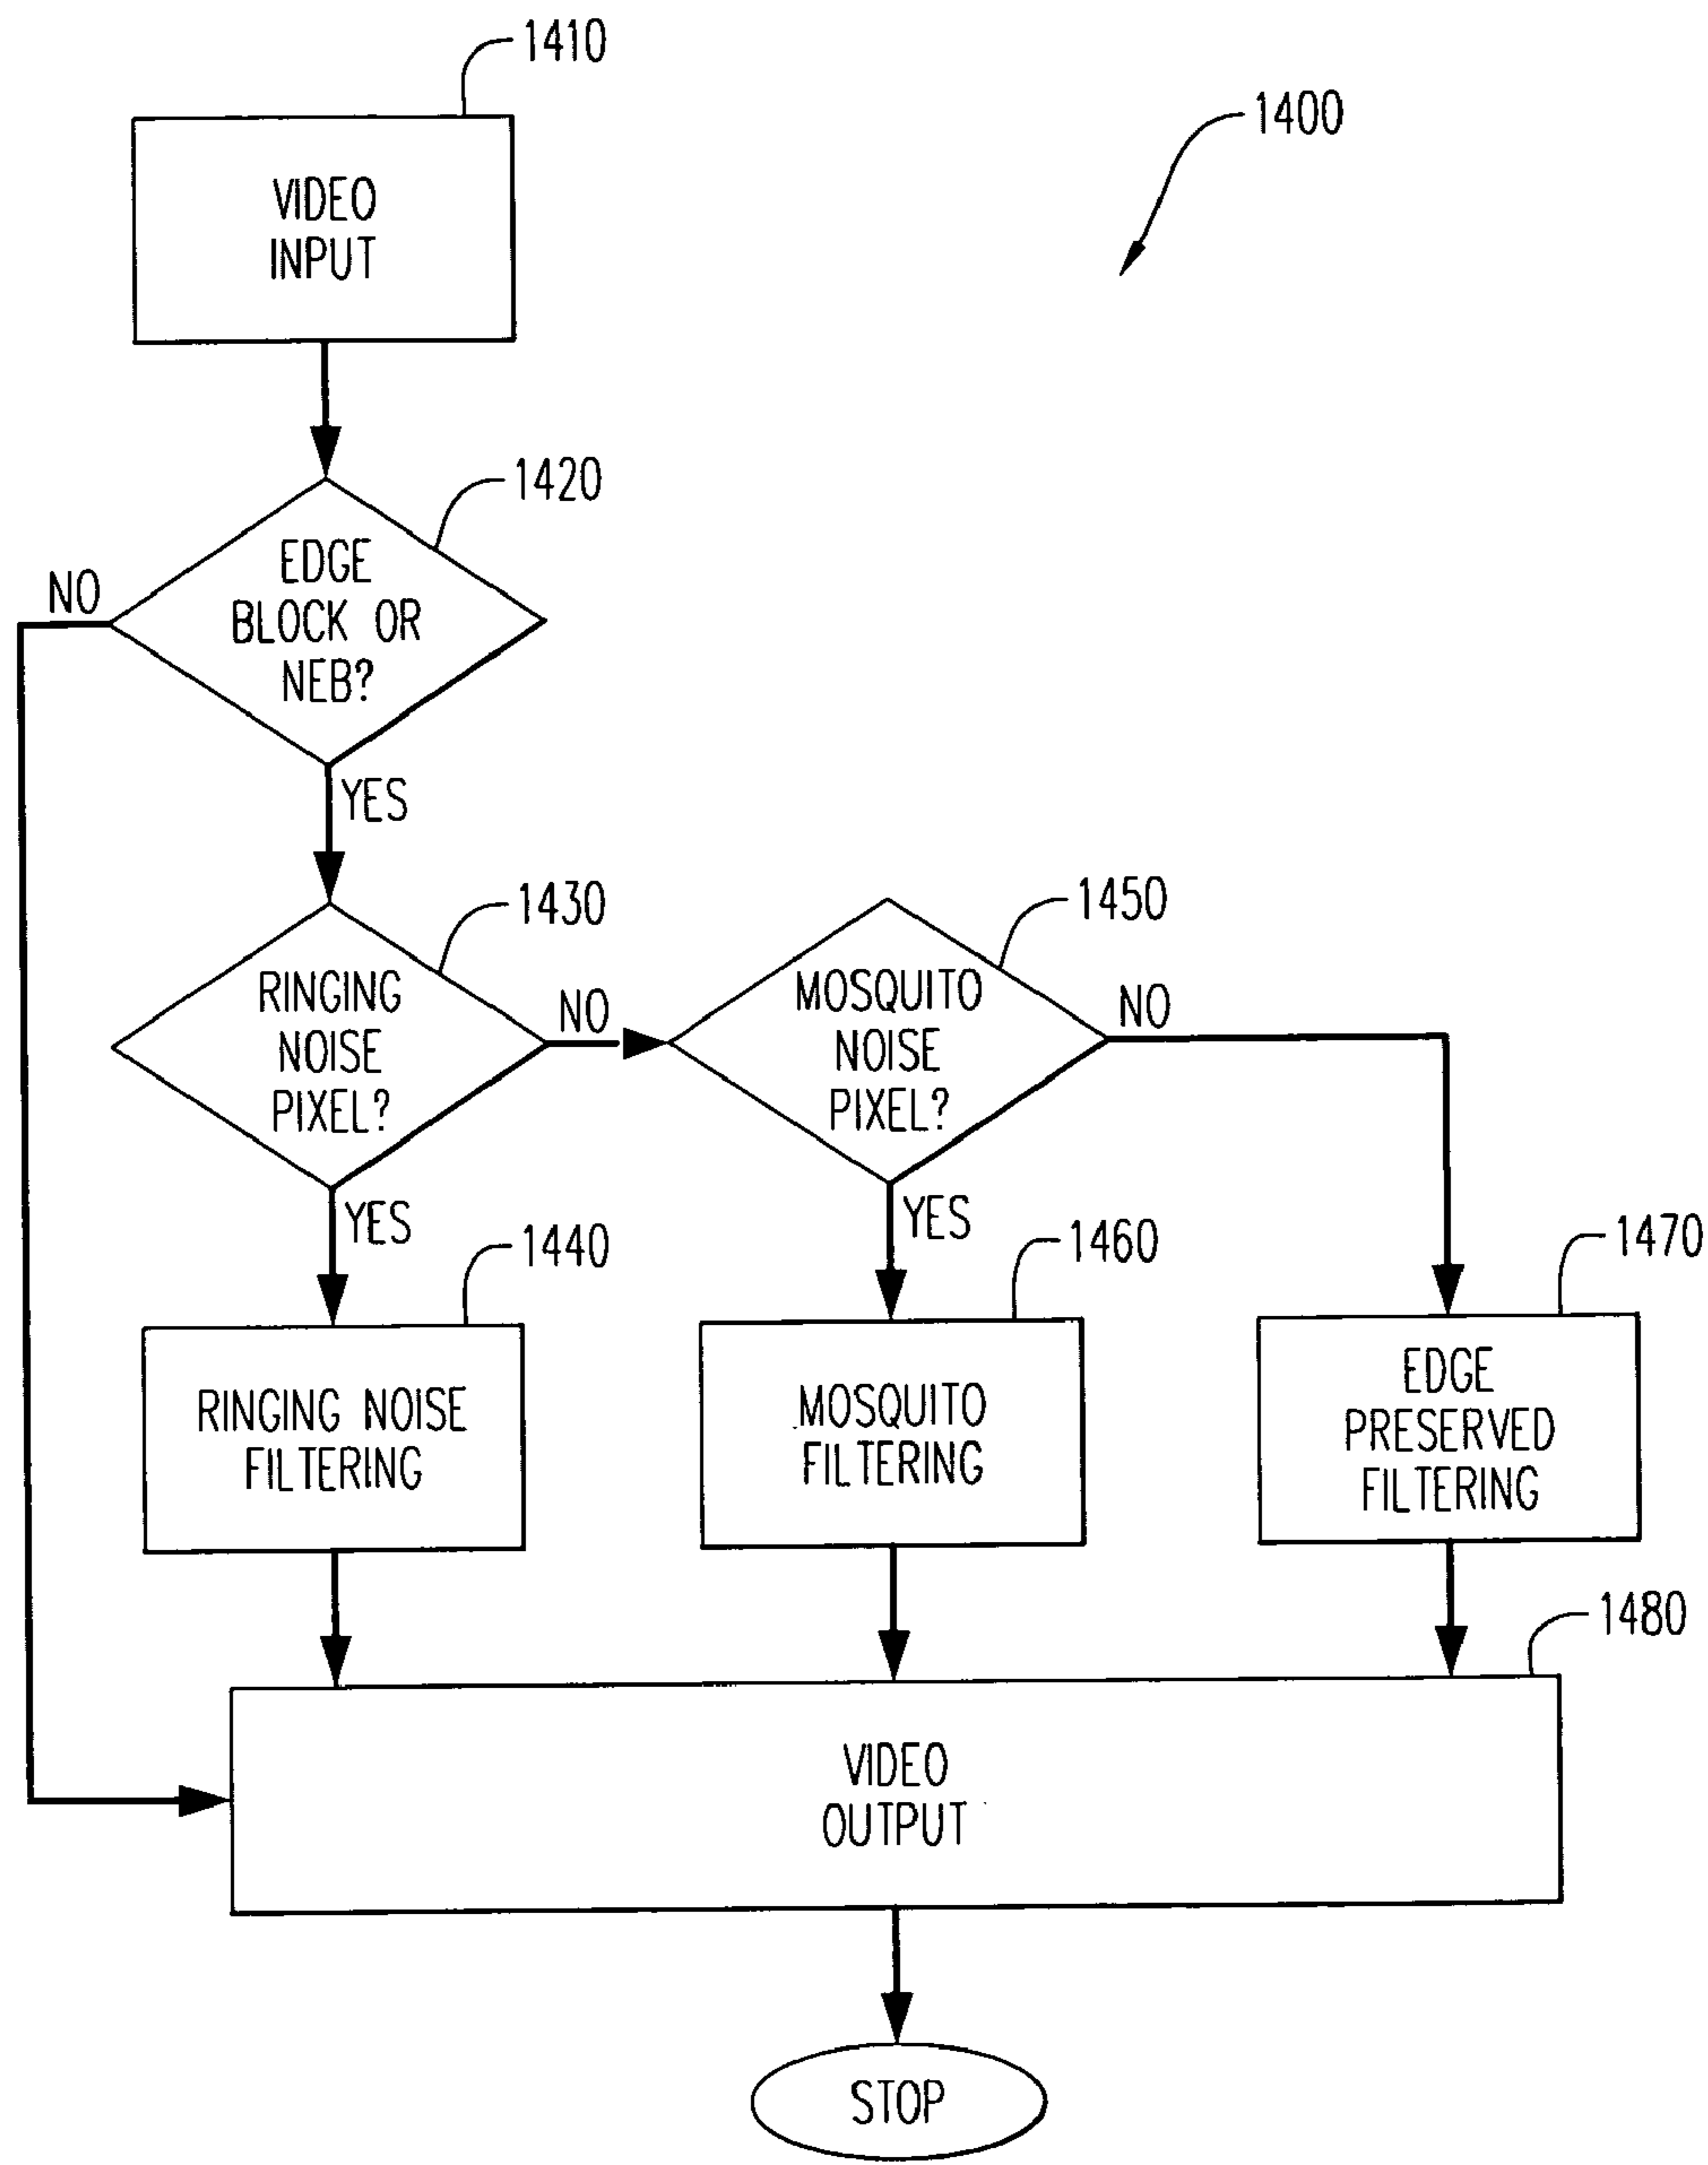 1410
1400
VIDEO
INPUT
1420
EDGE
BLOCK OR
NEB?
NO
YES
1430
RINGING
NOISE
PIXEL?
NO
1450
MOSQUITO
NOISE
PIXEL?
NO
YES
1440
RINGING NOISE
FILTERING
YES
1460
MOSQUITO
FILTERING
1470
EDGE
PRESERVED
FILTERING
1480
VIDEO
OUTPUT
STOP